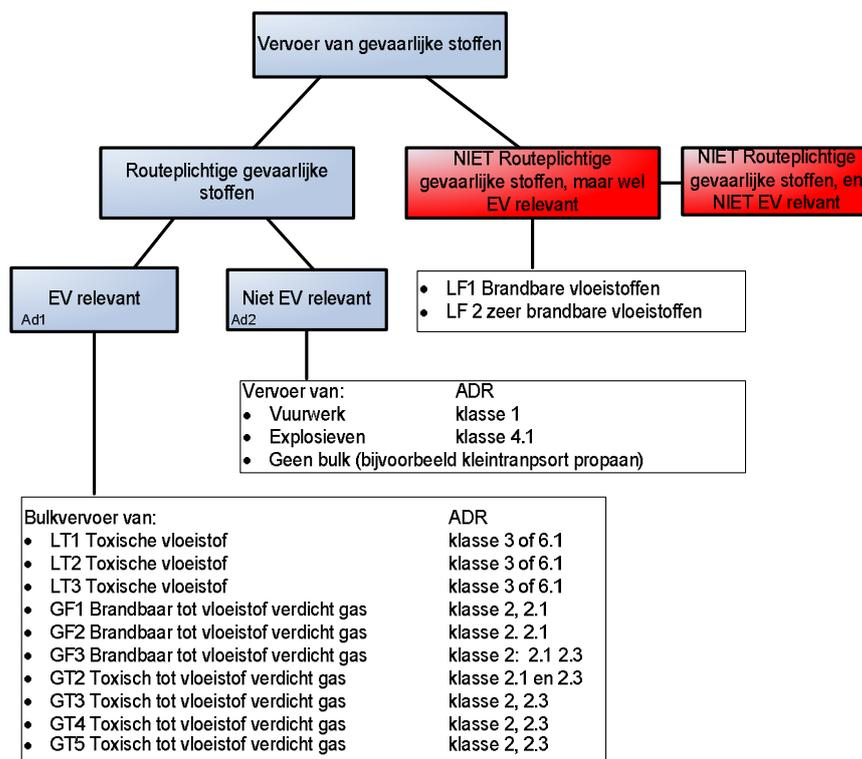 Vervoer van gevaarlijke stoffen
Routeplichtige gevaarlijke
stoffen
NIET Routeplichtige
gevaarlijke stoffen, maar wel
EV relevant
NIET Routeplichtige
gevaarlijke stoffen, en
NIET EV relvant
EV relevant
Ad1
Niet EV relevant
Ad2
• LF1 Brandbare vloeistoffen
• LF 2 zeer brandbare vloeistoffen
Vervoer van: ADR
• Vuurwerk klasse 1
• Explosieven klasse 4.1
• Geen bulk (bijvoorbeeld kleintranpsort propaan)
Bulkvervoer van: ADR
• LT1 Toxische vloeistof klasse 3 of 6.1
• LT2 Toxische vloeistof klasse 3 of 6.1
• LT3 Toxische vloeistof klasse 3 of 6.1
• GF1 Brandbaar tot vloeistof verdicht gas klasse 2, 2.1
• GF2 Brandbaar tot vloeistof verdicht gas klasse 2. 2.1
• GF3 Brandbaar tot vloeistof verdicht gas klasse 2: 2.1 2.3
• GT2 Toxisch tot vloeistof verdicht gas klasse 2.1 en 2.3
• GT3 Toxisch tot vloeistof verdicht gas klasse 2, 2.3
• GT4 Toxisch tot vloeistof verdicht gas klasse 2, 2.3
• GT5 Toxisch tot vloeistof verdicht gas klasse 2, 2.3